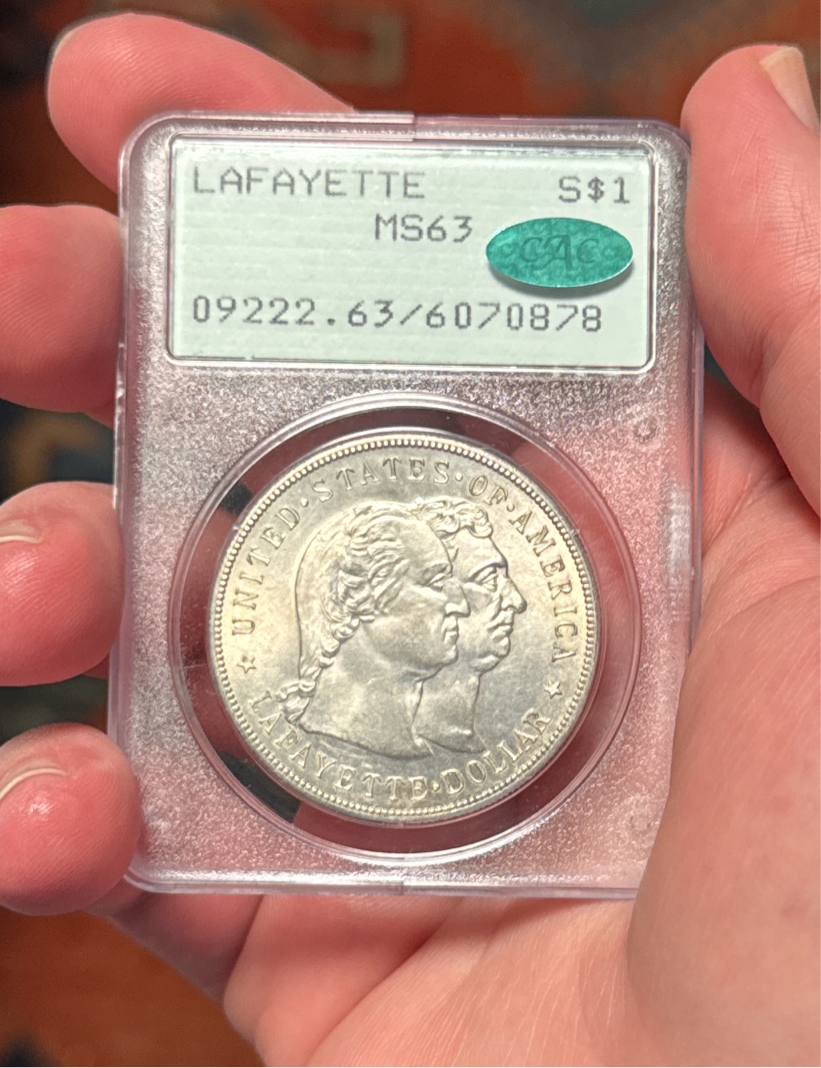 LAFAYETTE S$1
MS63
CAC
09222.63/6070878
UNITED·STATES·OF·AMERICA
LAFAYETTE·DOLLAR